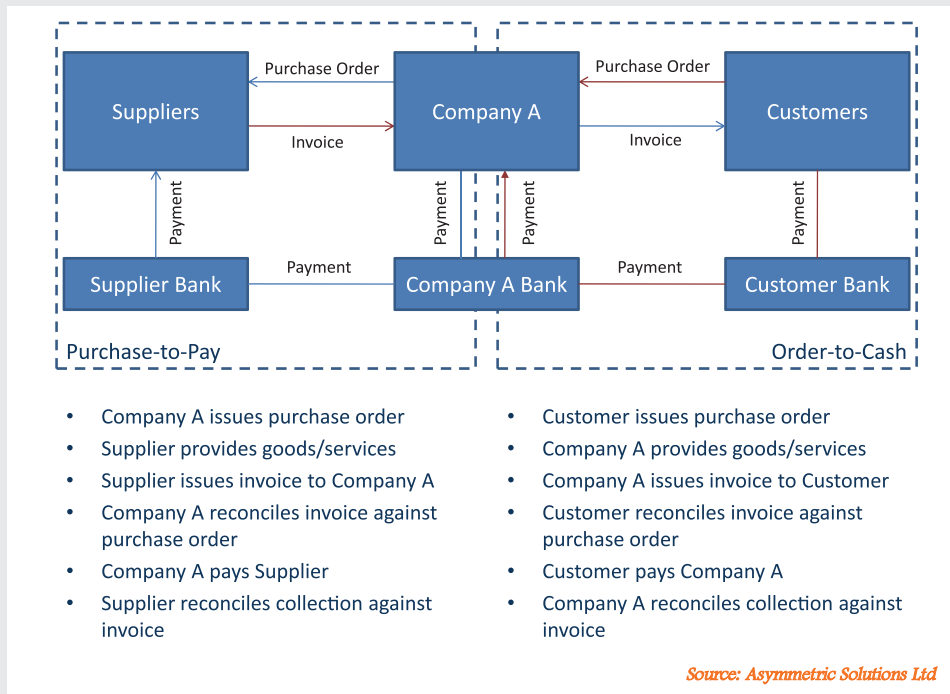 Purchase Order
Purchase Order
Suppliers
Company A
Customers
Invoice
Invoice
Payment
Payment
Payment
Payment
Payment
Payment
Supplier Bank
Company A Bank
Customer Bank
Purchase-to-Pay
Order-to-Cash
• Company A issues purchase order
• Supplier provides goods/services
• Supplier issues invoice to Company A
• Company A reconciles invoice against
purchase order
• Company A pays Supplier
• Supplier reconciles collection against
invoice
• Customer issues purchase order
• Company A provides goods/services
• Company A issues invoice to Customer
• Customer reconciles invoice against
purchase order
• Customer pays Company A
• Company A reconciles collection against
invoice
Source: Asymmetric Solutions Ltd